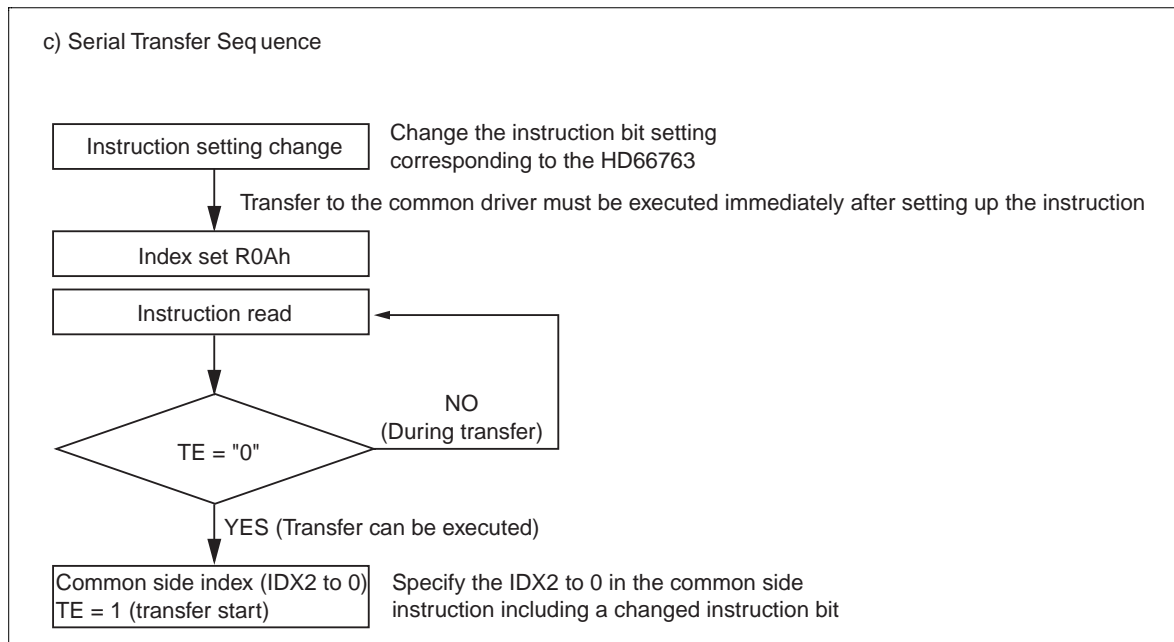 c) Serial Transfer Sequence
Instruction setting change
Change the instruction bit setting
corresponding to the HD66763
Transfer to the common driver must be executed immediately after setting up the instruction
Index set R0Ah
Instruction read
NO
(During transfer)
TE = "0"
YES (Transfer can be executed)
Common side index (IDX2 to 0)
TE = 1 (transfer start)
Specify the IDX2 to 0 in the common side
instruction including a changed instruction bit